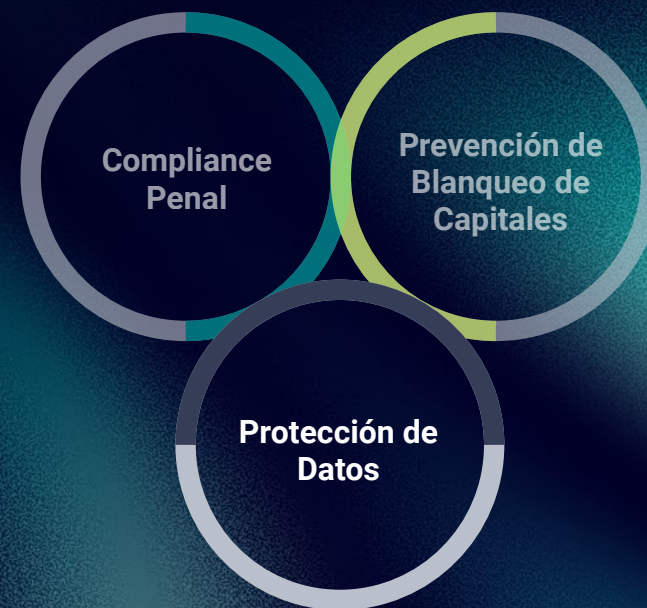 Compliance
Penal
Prevención de
Blanqueo de
Capitales
Protección de
Datos